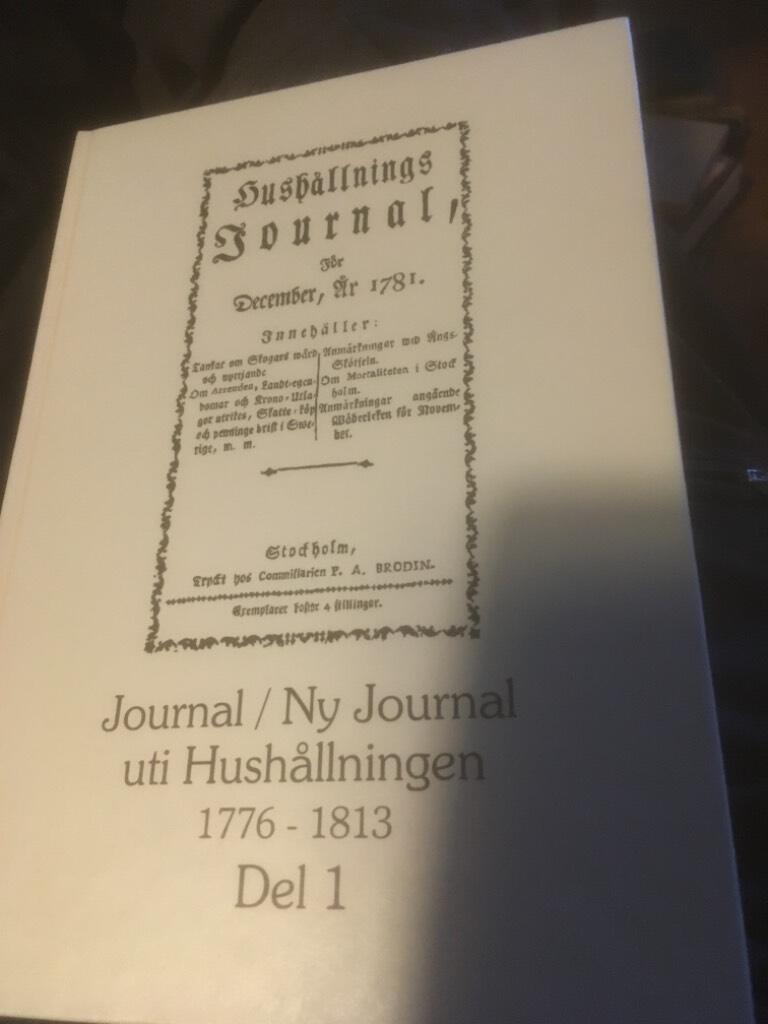 Hushållnings
Journal,
För
December, År 1781.
Innehåller:
Tankar om Skogars wård
och nyttjande
Om Arrenden, Landt-egen-
domar och Krono-Utla-
gor utrikes, Skatte-köp
och penninge brist i Swe-
rige, m. m.
Anmärkningar wid Ängs-
Skötseln.
Om Mortaliteten i Stock
holm.
Anmärkningar angående
Wäderleken för Novem-
ber.
Stockholm,
Tryckt hos Commissarien P. A. BRODIN.
Exemplaret kostar 4 skillingar.
Journal / Ny Journal
uti Hushållningen
1776 - 1813
Del 1